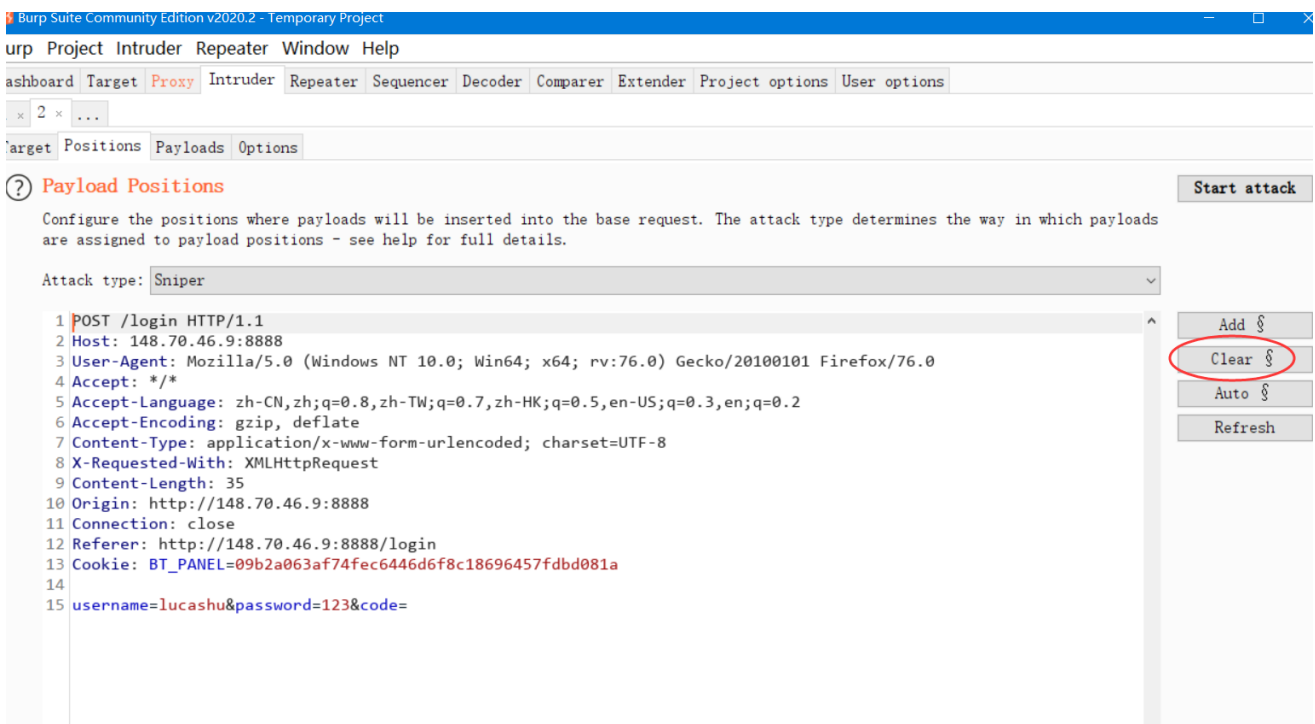 Burp Suite Community Edition v2020.2 - Temporary Project
urp Project Intruder Repeater Window Help
ashboard Target Proxy Intruder Repeater Sequencer Decoder Comparer Extender Project options User options
2 × ...
arget Positions Payloads Options
? Payload Positions
Start attack
Configure the positions where payloads will be inserted into the base request. The attack type determines the way in which payloads
are assigned to payload positions - see help for full details.
Attack type: Sniper
1 POST /login HTTP/1.1
2 Host: 148.70.46.9:8888
3 User-Agent: Mozilla/5.0 (Windows NT 10.0; Win64; x64; rv:76.0) Gecko/20100101 Firefox/76.0
4 Accept: */*
5 Accept-Language: zh-CN,zh;q=0.8,zh-TW;q=0.7,zh-HK;q=0.5,en-US;q=0.3,en;q=0.2
6 Accept-Encoding: gzip, deflate
7 Content-Type: application/x-www-form-urlencoded; charset=UTF-8
8 X-Requested-With: XMLHttpRequest
9 Content-Length: 35
10 Origin: http://148.70.46.9:8888
11 Connection: close
12 Referer: http://148.70.46.9:8888/login
13 Cookie: BT_PANEL=09b2a063af74fec6446d6f8c18696457fdbd081a
14
15 username=lucashu&password=123&code=
Add §
Clear §
Auto §
Refresh